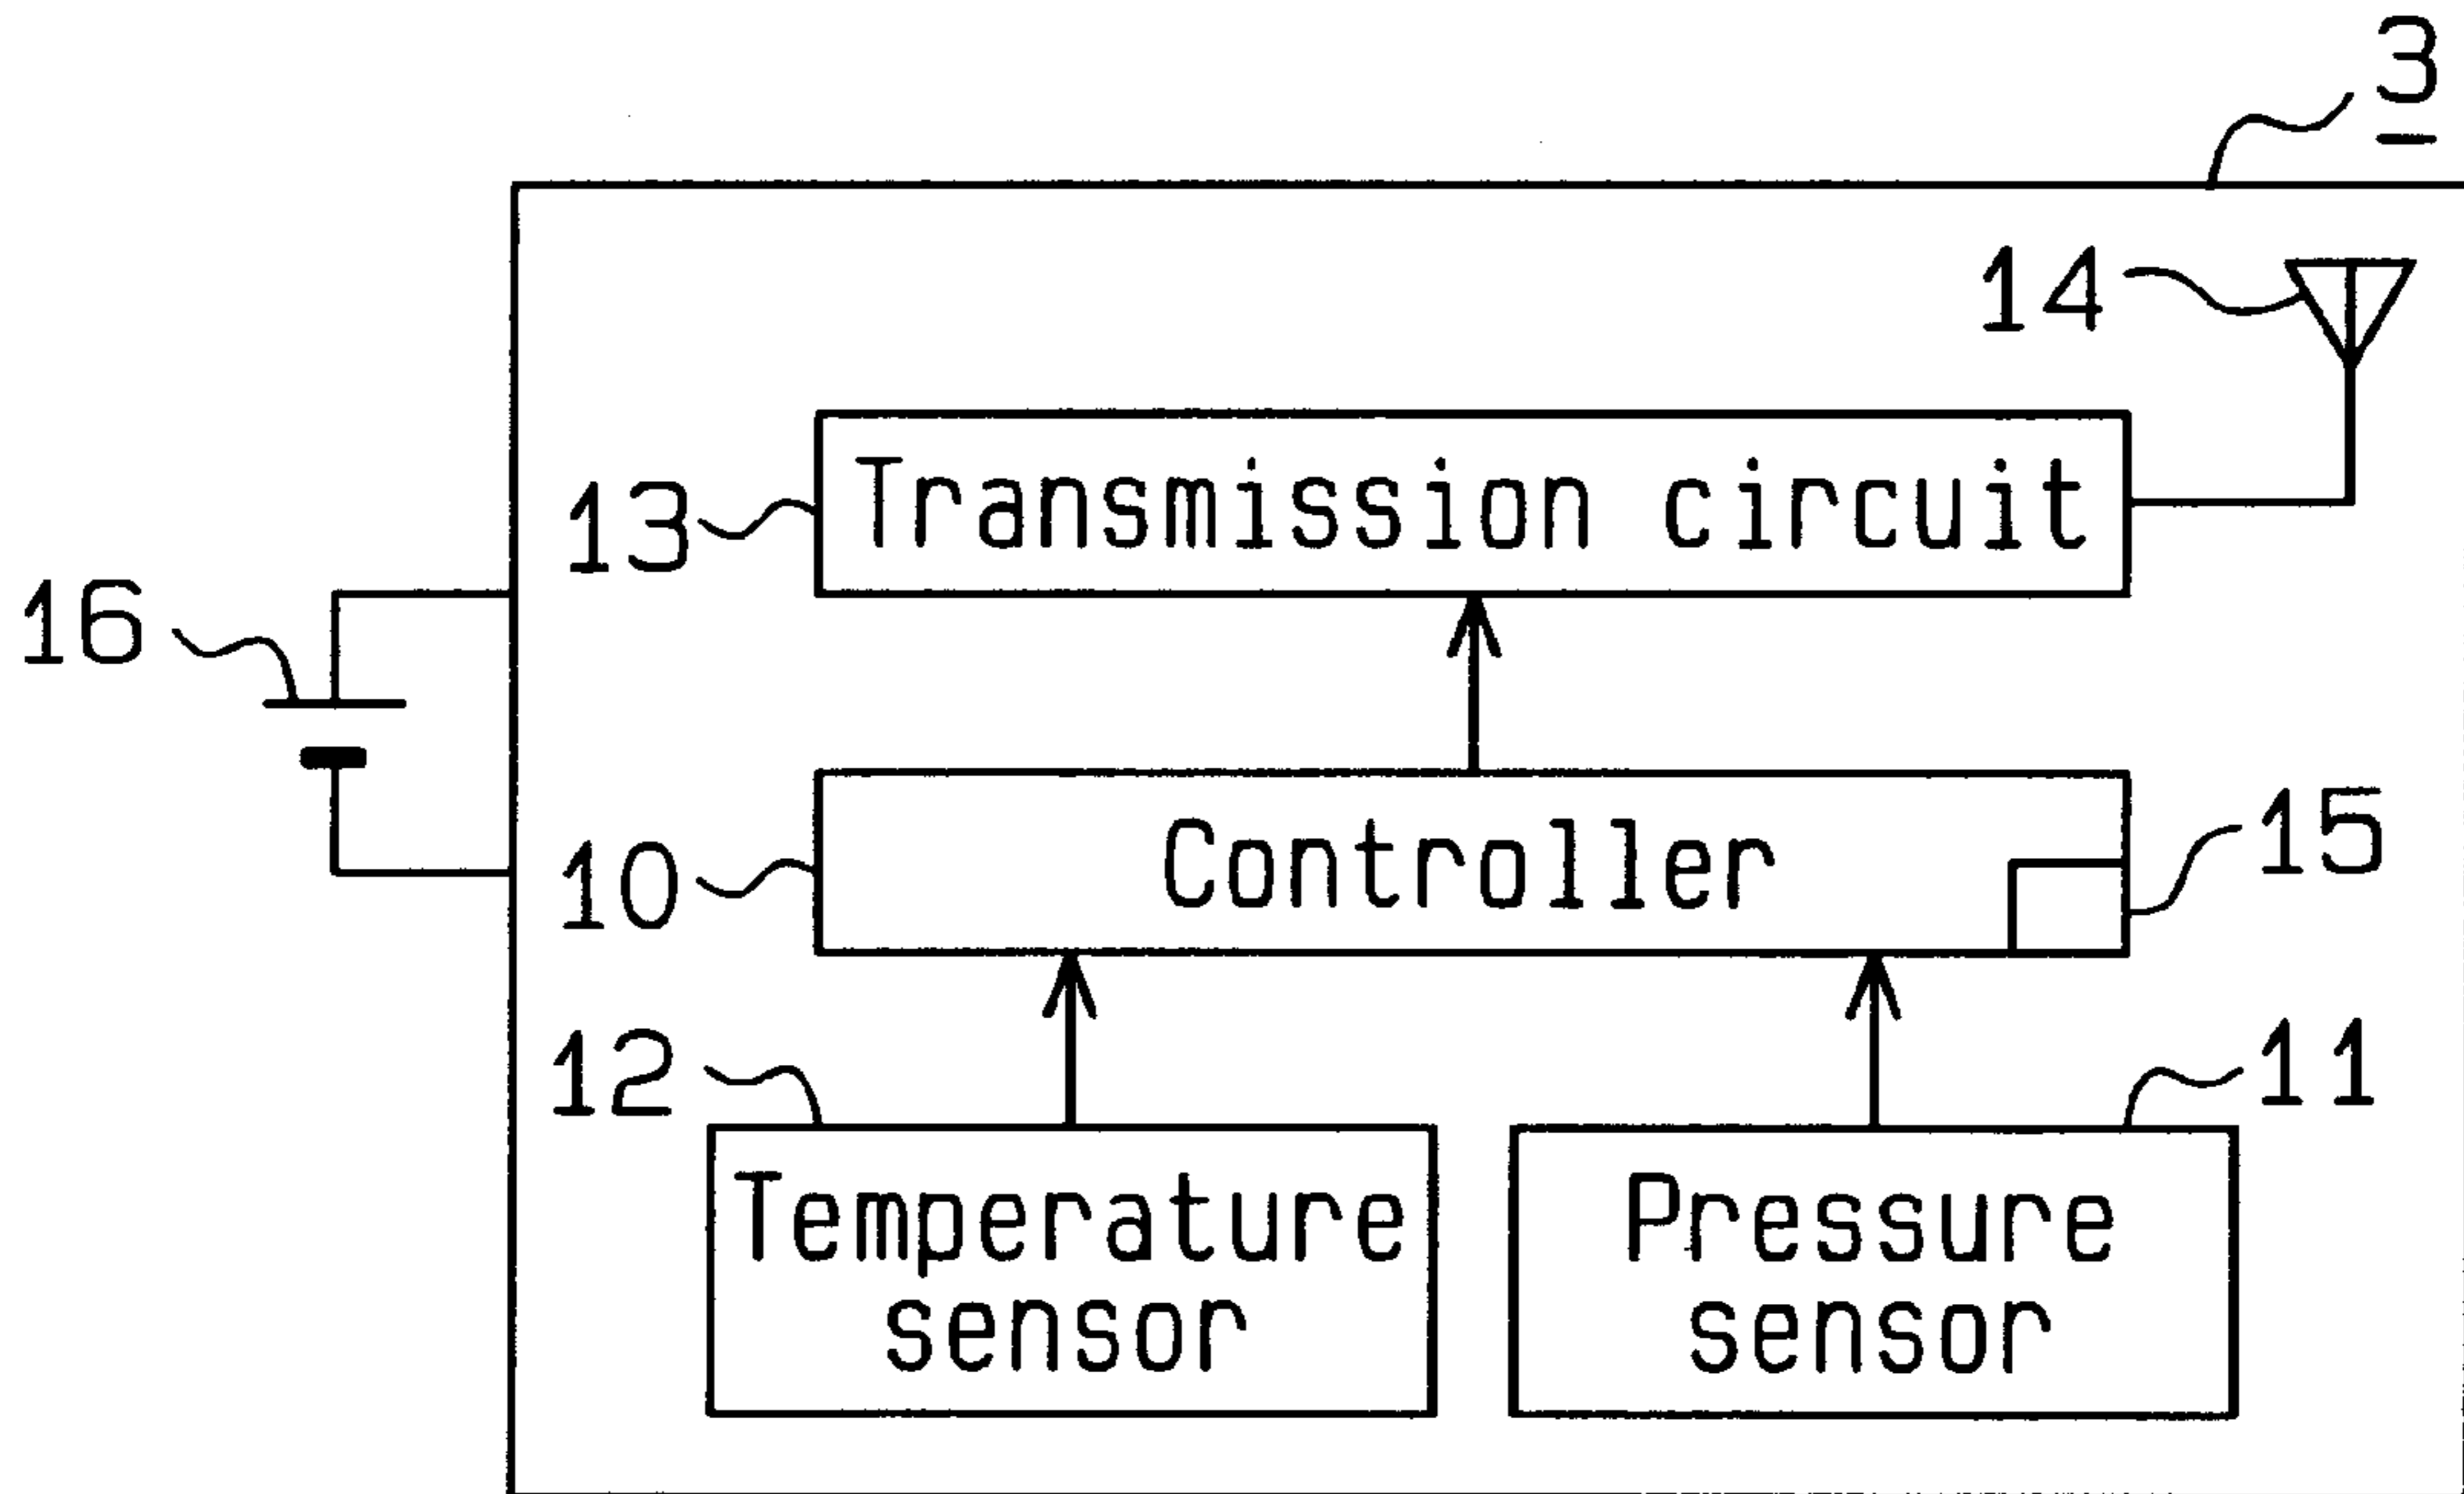 3
14
13 Transmission circuit
16
10 Controller 15
12 11
Temperature
sensor
Pressure
sensor